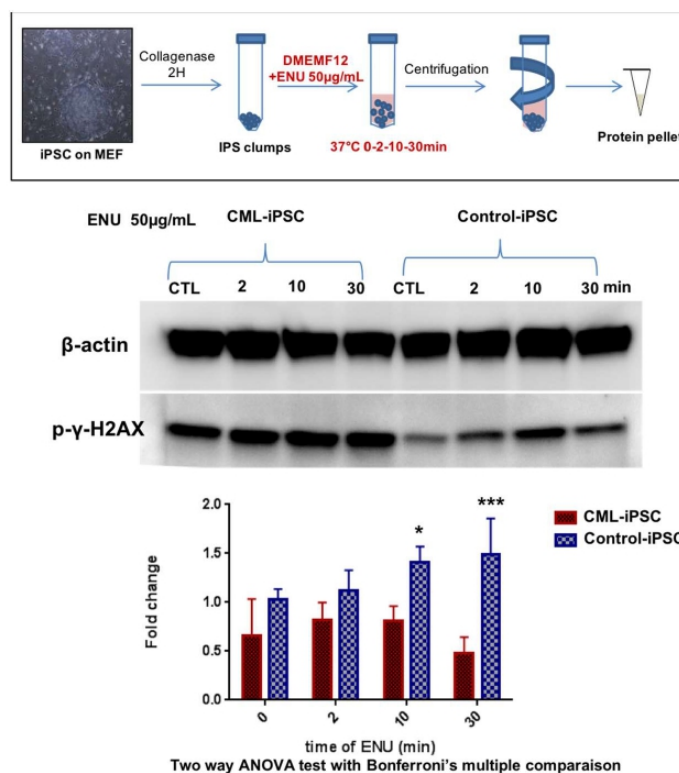 Collagenase
2H
DMEMF12
+ENU 50µg/mL
Centrifugation
iPSC on MEF
IPS clumps
37°C 0-2-10-30min
Protein pellet
ENU 50µg/mL
CML-iPSC
Control-iPSC
CTL 2 10 30 CTL 2 10 30 min
β-actin
p-γ-H2AX
2.0
1.5
1.0
0.5
0.0
Fold change
* ***
CML-iPSC
Control-iPSC
0 2 10 30
time of ENU (min)
Two way ANOVA test with Bonferroni's multiple comparaison